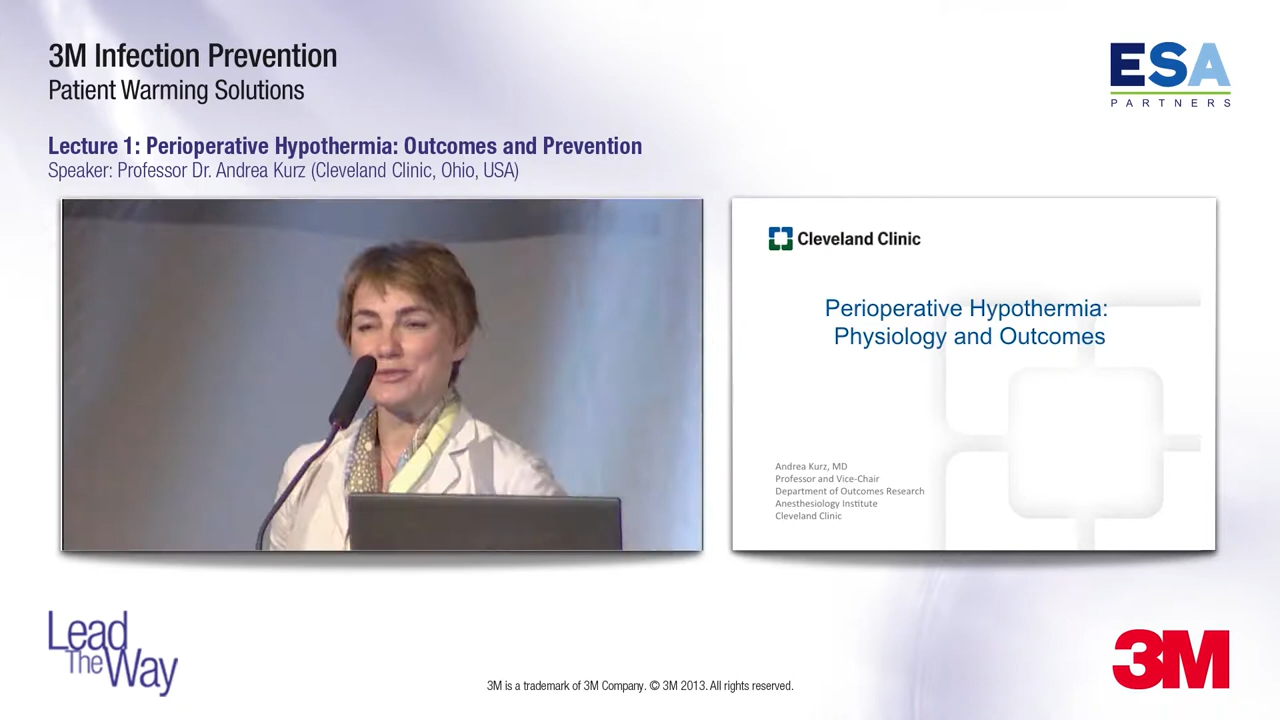 3M Infection Prevention
Patient Warming Solutions
ESA
PARTNERS
Lecture 1: Perioperative Hypothermia: Outcomes and Prevention
Speaker: Professor Dr. Andrea Kurz (Cleveland Clinic, Ohio, USA)
Cleveland Clinic
Perioperative Hypothermia:
Physiology and Outcomes
Andrea Kurz, MD
Professor and Vice-Chair
Department of Outcomes Research
Anesthesiology Institute
Cleveland Clinic
Lead
The Way
3M
3M is a trademark of 3M Company. © 3M 2013. All rights reserved.